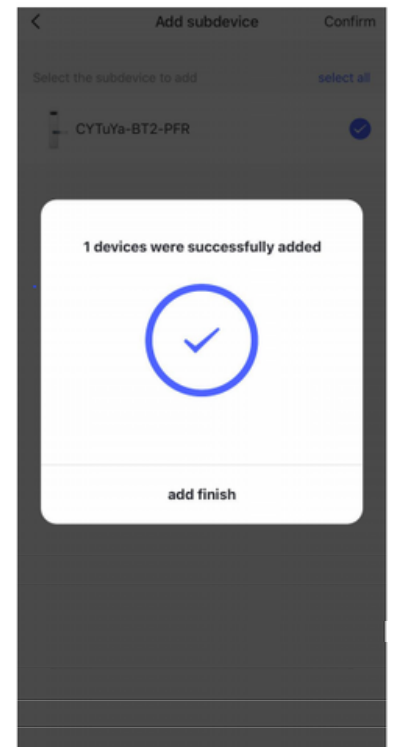 Add subdevice Confirm
Select the subdevice to add select all
CYTuYa-BT2-PFR
1 devices were successfully added
add finish